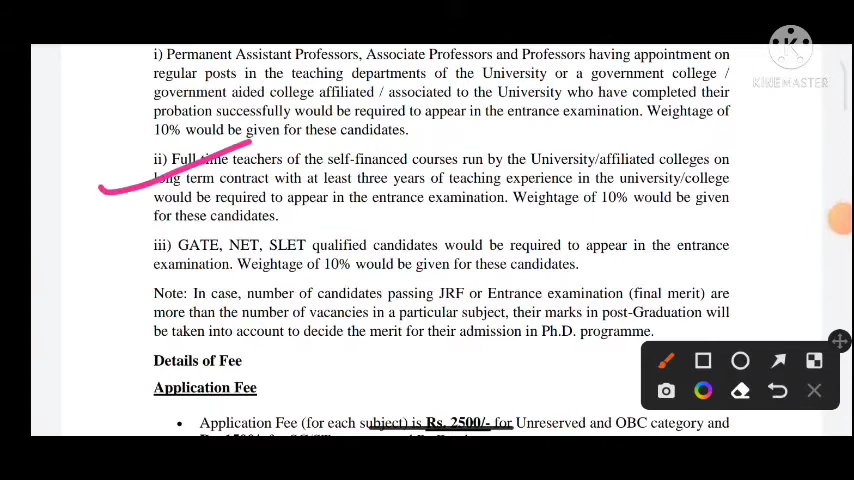 i) Permanent Assistant Professors, Associate Professors and Professors having appointment on
regular posts in the teaching departments of the University or a government college /
government aided college affiliated / associated to the University who have completed their
probation successfully would be required to appear in the entrance examination. Weightage of
10% would be given for these candidates.
ii) Full time teachers of the self-financed courses run by the University/affiliated colleges on
long term contract with at least three years of teaching experience in the university/college
would be required to appear in the entrance examination. Weightage of 10% would be given
for these candidates.
iii) GATE, NET, SLET qualified candidates would be required to appear in the entrance
examination. Weightage of 10% would be given for these candidates.
Note: In case, number of candidates passing JRF or Entrance examination (final merit) are
more than the number of vacancies in a particular subject, their marks in post-Graduation will
be taken into account to decide the merit for their admission in Ph.D. programme.
Details of Fee
Application Fee
• Application Fee (for each subject) is Rs. 2500/- for Unreserved and OBC category and
KINEMASTER